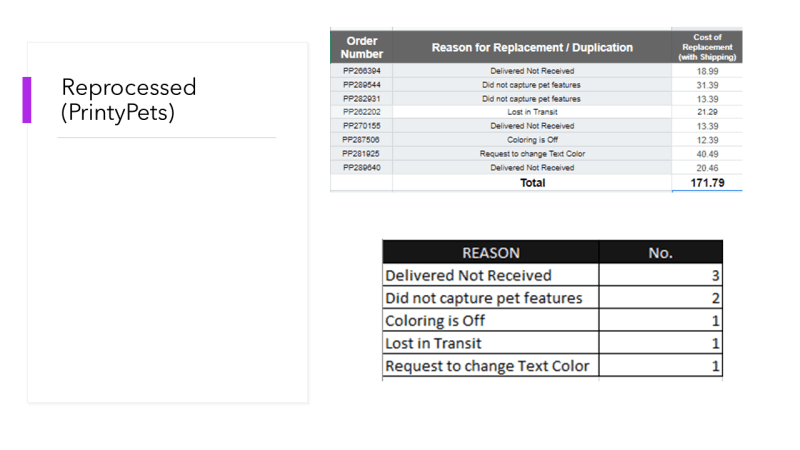 Reprocessed
(PrintyPets)
Order Number Reason for Replacement / Duplication Cost of Replacement (with Shipping)
PP266394 Delivered Not Received 18.99
PP289544 Did not capture pet features 31.39
PP282931 Did not capture pet features 13.39
PP262202 Lost in Transit 21.29
PP270155 Delivered Not Received 13.39
PP287506 Coloring is Off 12.39
PP281925 Request to change Text Color 40.49
PP289640 Delivered Not Received 20.46
Total 171.79
REASON No.
Delivered Not Received 3
Did not capture pet features 2
Coloring is Off 1
Lost in Transit 1
Request to change Text Color 1